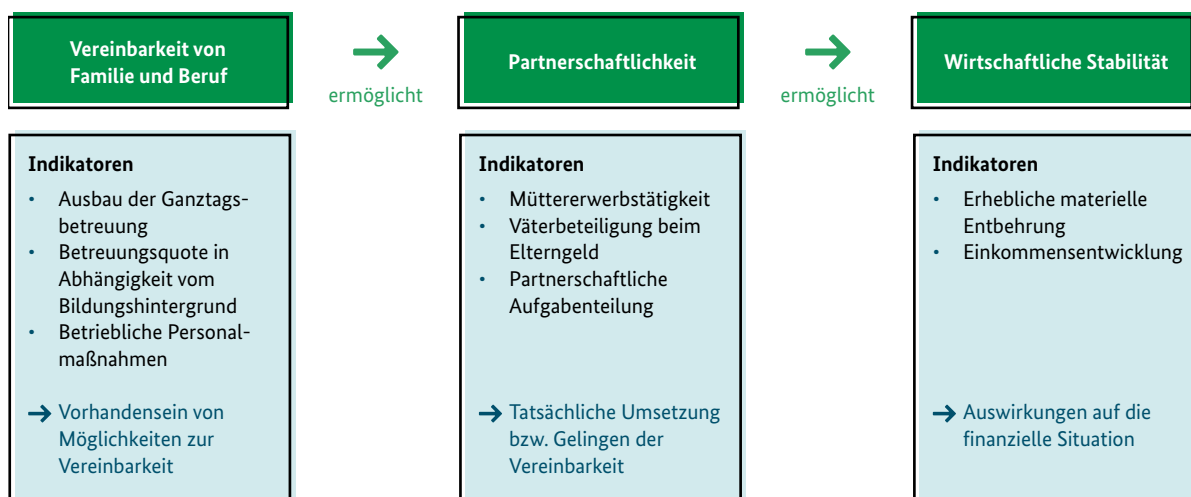 Vereinbarkeit von
Familie und Beruf
ermöglicht
Partnerschaftlichkeit
ermöglicht
Wirtschaftliche Stabilität
Indikatoren
• Ausbau der Ganztags-
betreuung
• Betreuungsquote in
Abhängigkeit vom
Bildungshintergrund
• Betriebliche Personal-
maßnahmen
→ Vorhandensein von
Möglichkeiten zur
Vereinbarkeit
Indikatoren
• Müttererwerbstätigkeit
• Väterbeteiligung beim
Elterngeld
• Partnerschaftliche
Aufgabenteilung
→ Tatsächliche Umsetzung
bzw. Gelingen der
Vereinbarkeit
Indikatoren
• Erhebliche materielle
Entbehrung
• Einkommensentwicklung
→ Auswirkungen auf die
finanzielle Situation